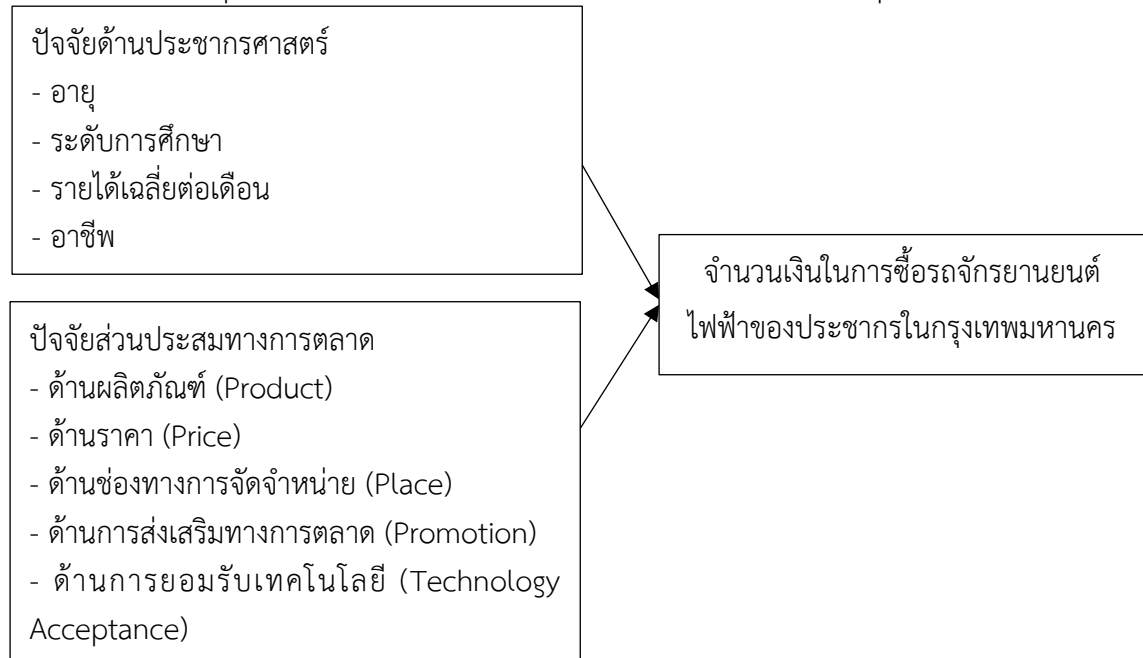 ปัจจัยด้านประชากรศาสตร์
- อายุ
- ระดับการศึกษา
- รายได้เฉลี่ยต่อเดือน
- อาชีพ
จำนวนเงินในการซื้อรถจักรยานยนต์
ไฟฟ้าของประชากรในกรุงเทพมหานคร
ปัจจัยส่วนประสมทางการตลาด
- ด้านผลิตภัณฑ์ (Product)
- ด้านราคา (Price)
- ด้านช่องทางการจัดจำหน่าย (Place)
- ด้านการส่งเสริมทางการตลาด (Promotion)
- ด้านการยอมรับเทคโนโลยี (Technology
Acceptance)